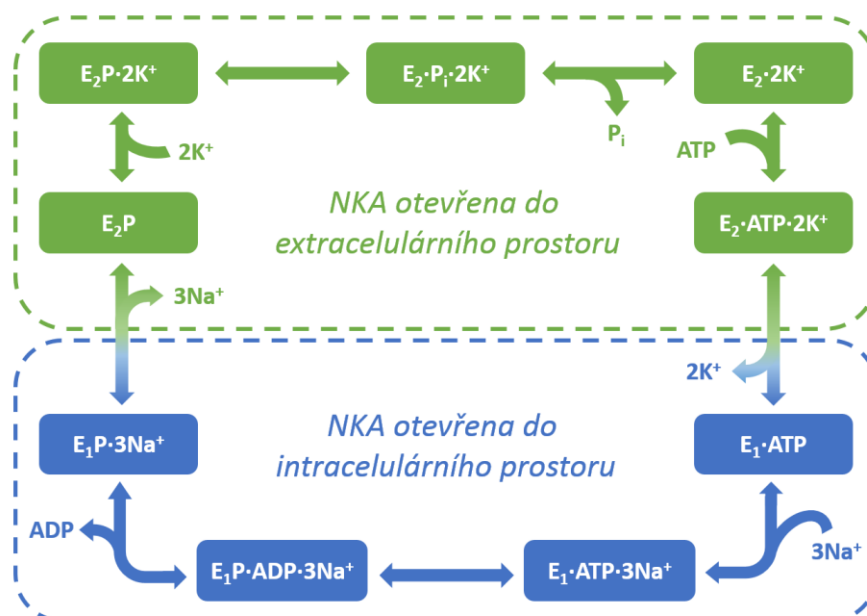 E₂P·2K⁺
E₂·Pᵢ·2K⁺
E₂·2K⁺
Pᵢ
2K⁺
ATP
E₂P
NKA otevřena do
extracelulárního prostoru
E₂·ATP·2K⁺
3Na⁺
2K⁺
E₁P·3Na⁺
NKA otevřena do
intracelulárního prostoru
E₁·ATP
ADP
3Na⁺
E₁P·ADP·3Na⁺
E₁·ATP·3Na⁺